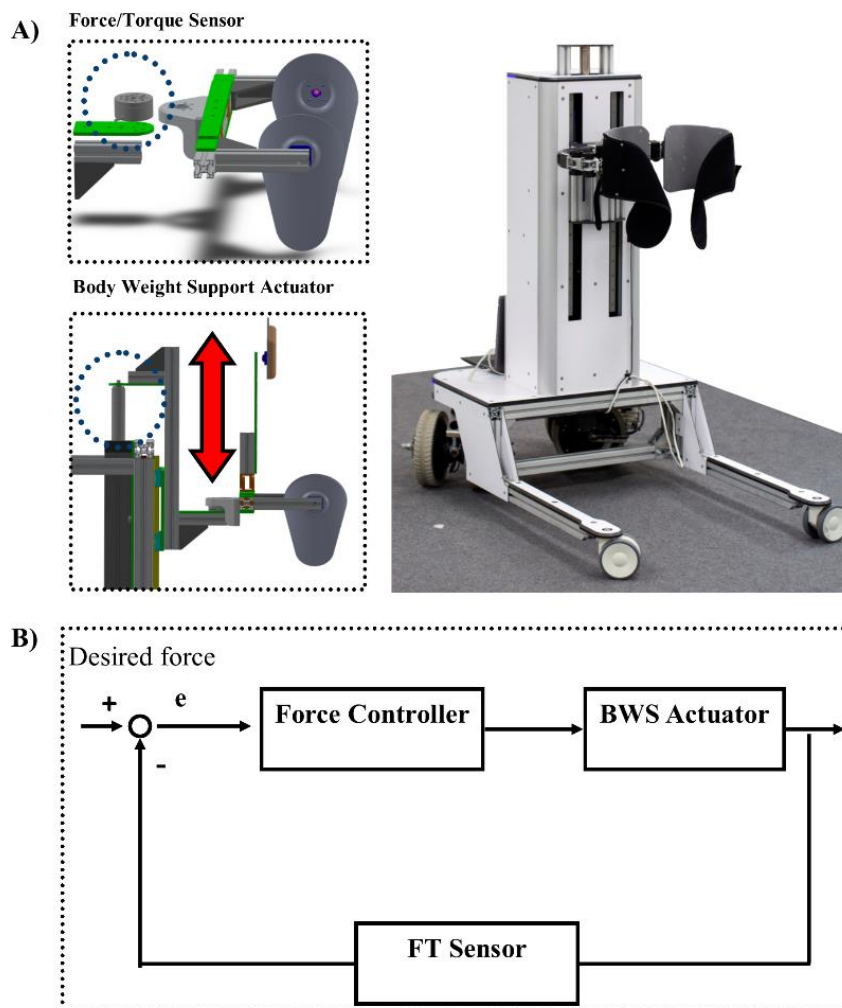 Force/Torque Sensor
A)
Body Weight Support Actuator
B)
Desired force
+
e
Force Controller
BWS Actuator
-
FT Sensor